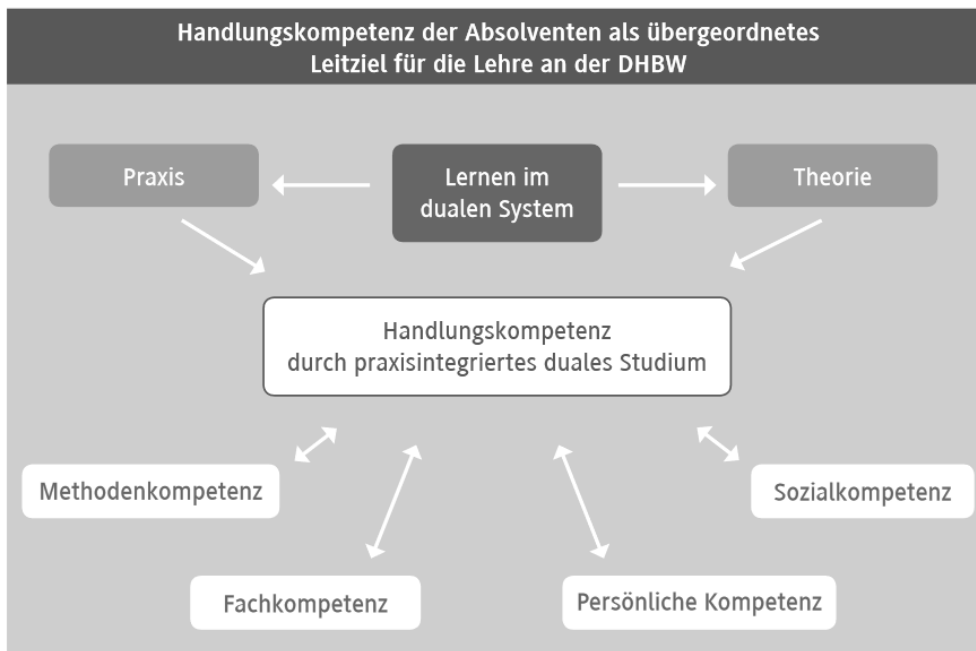 Handlungskompetenz der Absolventen als übergeordnetes
Leitziel für die Lehre an der DHBW
Praxis
Lernen im
dualen System
Theorie
Handlungskompetenz
durch praxisintegriertes duales Studium
Methodenkompetenz
Sozialkompetenz
Fachkompetenz
Persönliche Kompetenz